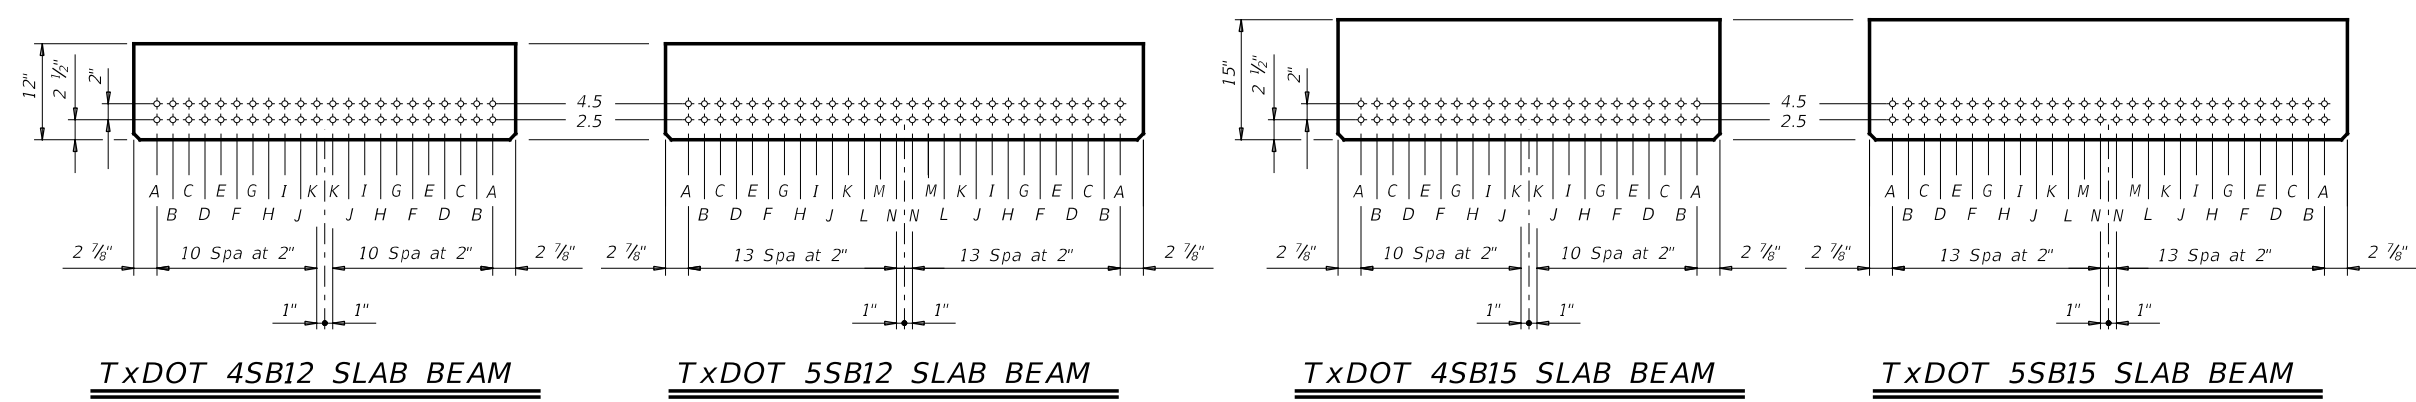 12"
2 ½"
2"
4.5
2.5
A C E G I K K I G E C A
B D F H J J H F D B
2 ⅞" 10 Spa at 2" 10 Spa at 2" 2 ⅞"
1" 1"
TxDOT 4SB12 SLAB BEAM
A C E G I K M M K I G E C A
B D F H J L N N L J H F D B
2 ⅞" 13 Spa at 2" 13 Spa at 2" 2 ⅞"
1" 1"
TxDOT 5SB12 SLAB BEAM
15"
2 ½"
2"
4.5
2.5
A C E G I K K I G E C A
B D F H J J H F D B
2 ⅞" 10 Spa at 2" 10 Spa at 2" 2 ⅞"
1" 1"
TxDOT 4SB15 SLAB BEAM
A C E G I K M M K I G E C A
B D F H J L N N L J H F D B
2 ⅞" 13 Spa at 2" 13 Spa at 2" 2 ⅞"
1" 1"
TxDOT 5SB15 SLAB BEAM